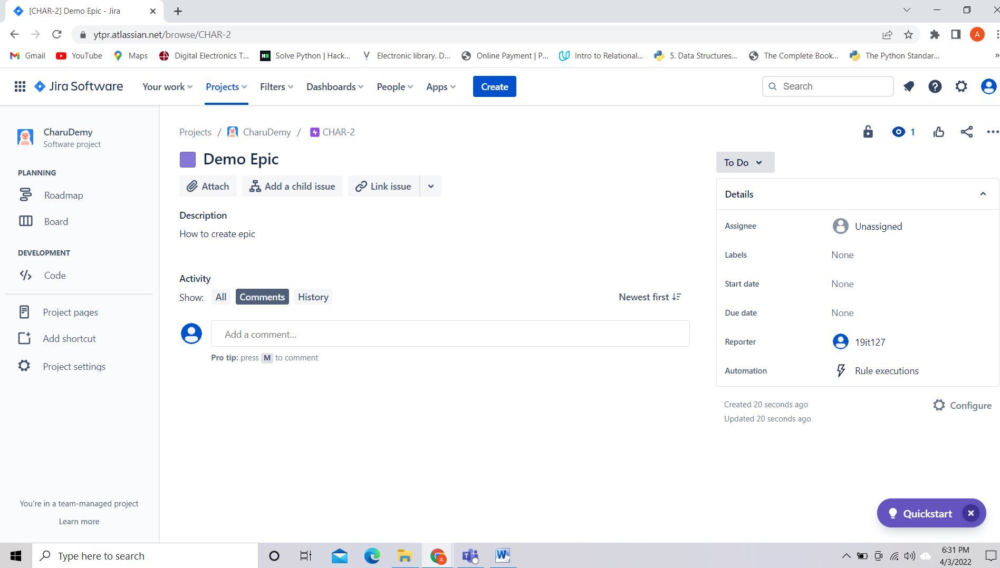 [CHAR-2] Demo Epic - Jira
ytpr.atlassian.net/browse/CHAR-2
A
Gmail
YouTube
Maps
Digital Electronics T...
Solve Python | Hack...
Electronic library. D...
Online Payment | P...
Intro to Relational...
5. Data Structures...
The Complete Book...
The Python Standar...
»
Jira Software
Your work
Projects
Filters
Dashboards
People
Apps
Create
Search
CharuDemy
Software project
PLANNING
Roadmap
Board
DEVELOPMENT
Code
Project pages
Add shortcut
Project settings
You're in a team-managed project
Learn more
Projects / CharuDemy / CHAR-2
1
Demo Epic
Attach
Add a child issue
Link issue
Description
How to create epic
Activity
Show: All Comments History
Newest first
Add a comment...
Pro tip: press M to comment
To Do
Details
Assignee Unassigned
Labels None
Start date None
Due date None
Reporter 19it127
Automation Rule executions
Created 20 seconds ago
Updated 20 seconds ago
Configure
Quickstart
Type here to search
6:31 PM
4/3/2022